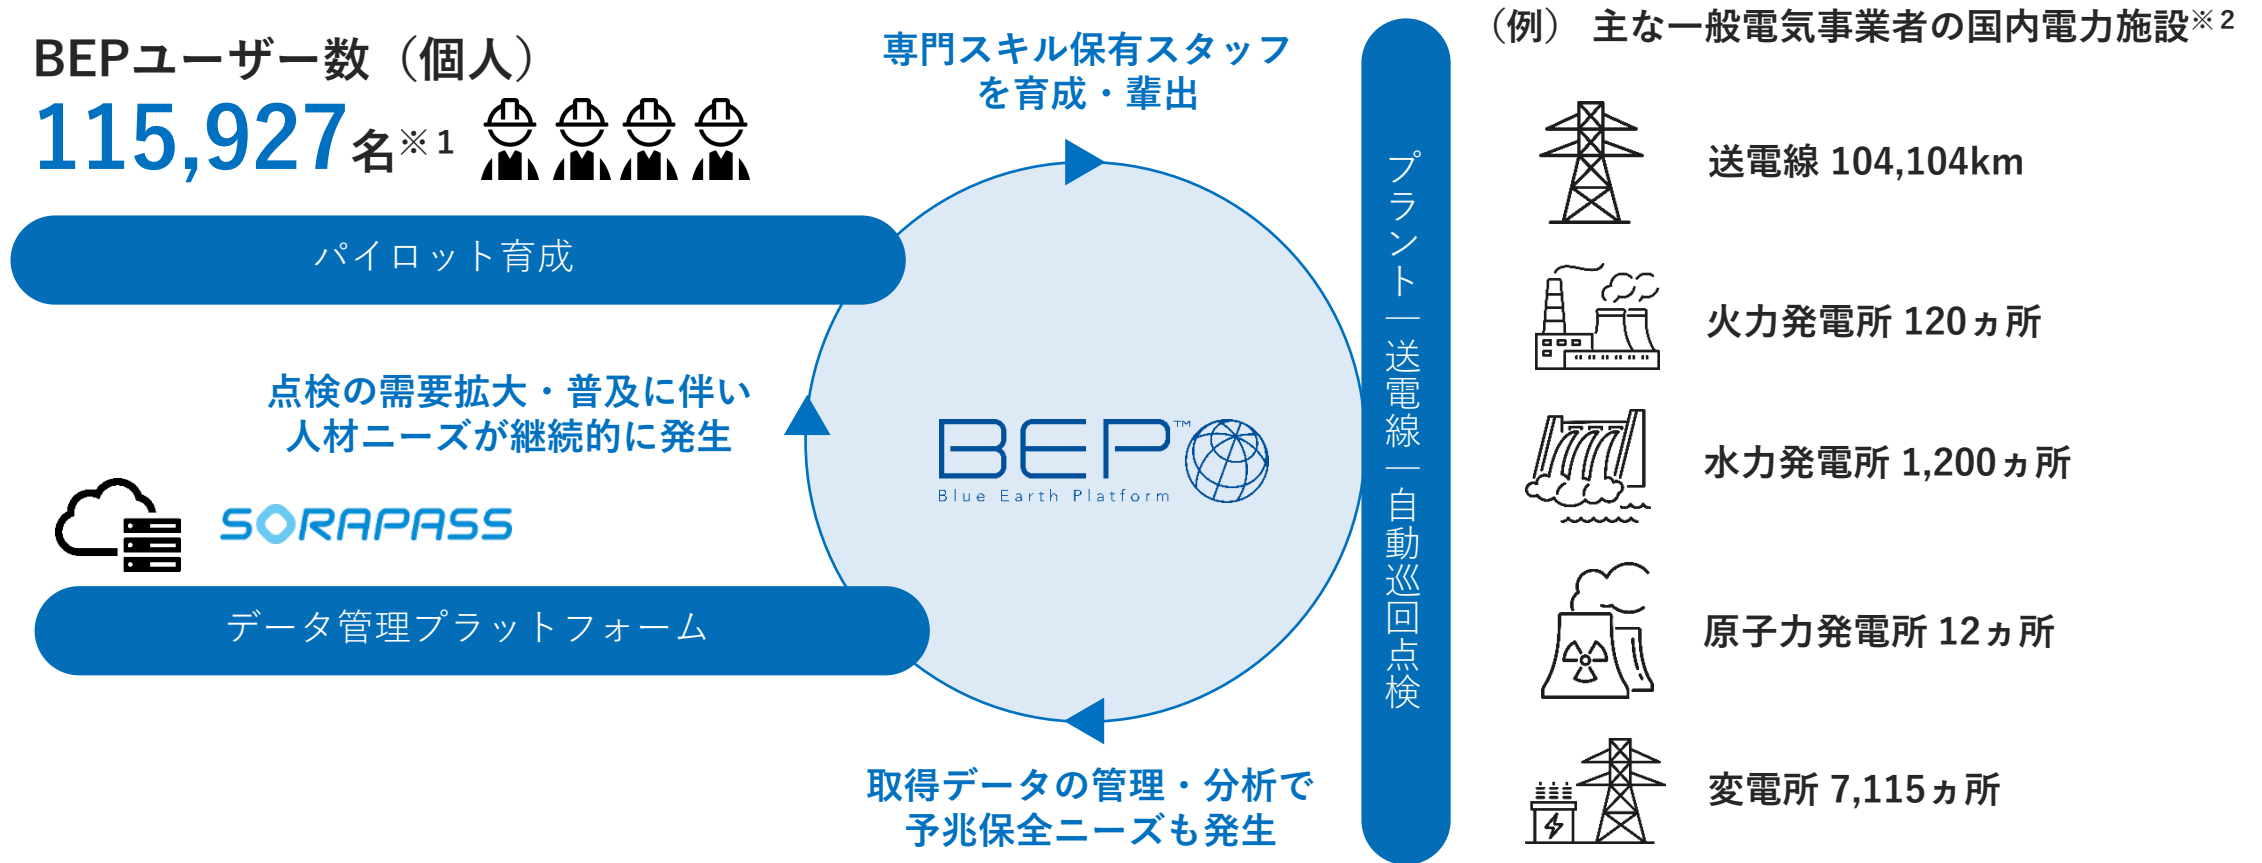 BEPユーザー数（個人）
115,927名※1
パイロット育成
専門スキル保有スタッフ
を育成・輩出
点検の需要拡大・普及に伴い
人材ニーズが継続的に発生
SORAPASS
データ管理プラットフォーム
BEP™
Blue Earth Platform
取得データの管理・分析で
予兆保全ニーズも発生
プラント｜送電線｜自動巡回点検
（例） 主な一般電気事業者の国内電力施設※2
送電線 104,104km
火力発電所 120ヵ所
水力発電所 1,200ヵ所
原子力発電所 12ヵ所
変電所 7,115ヵ所